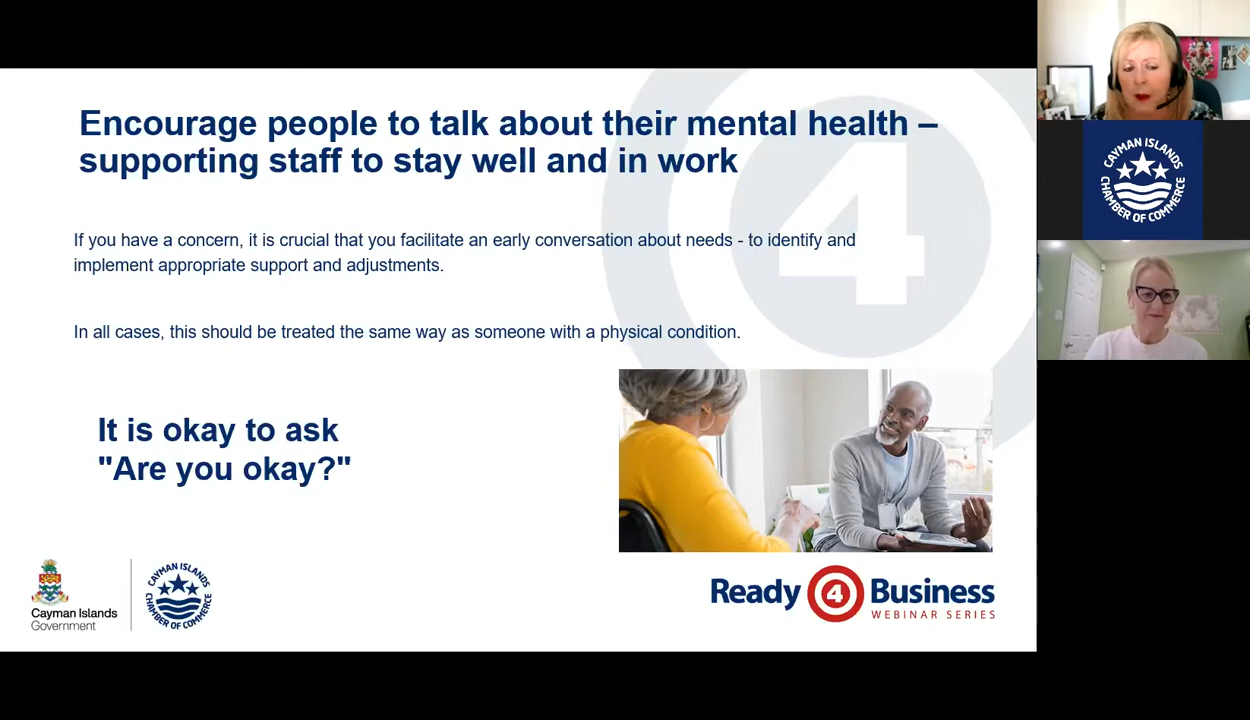 Encourage people to talk about their mental health –
supporting staff to stay well and in work
If you have a concern, it is crucial that you facilitate an early conversation about needs - to identify and
implement appropriate support and adjustments.
In all cases, this should be treated the same way as someone with a physical condition.
It is okay to ask
"Are you okay?"
Cayman Islands
Government
CAYMAN ISLANDS
CHAMBER OF COMMERCE
Ready 4 Business
WEBINAR SERIES
4
CAYMAN ISLANDS
CHAMBER OF COMMERCE